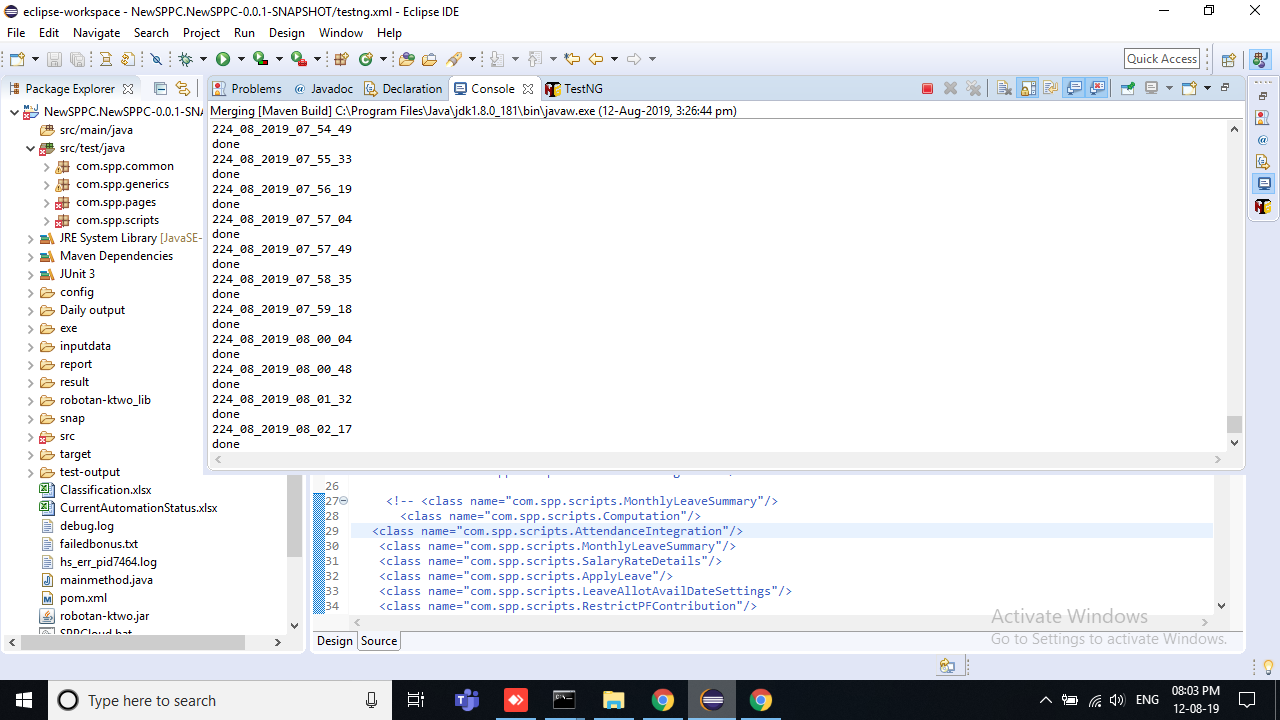 eclipse-workspace - NewSPPC.NewSPPC-0.0.1-SNAPSHOT/testng.xml - Eclipse IDE
File Edit Navigate Search Project Run Design Window Help
Quick Access
Package Explorer
Problems Javadoc Declaration Console TestNG
Merging [Maven Build] C:\Program Files\Java\jdk1.8.0_181\bin\javaw.exe (12-Aug-2019, 3:26:44 pm)
224_08_2019_07_54_49
done
224_08_2019_07_55_33
done
224_08_2019_07_56_19
done
224_08_2019_07_57_04
done
224_08_2019_07_57_49
done
224_08_2019_07_58_35
done
224_08_2019_07_59_18
done
224_08_2019_08_00_04
done
224_08_2019_08_00_48
done
224_08_2019_08_01_32
done
224_08_2019_08_02_17
done
NewSPPC.NewSPPC-0.0.1-SNA
src/main/java
src/test/java
com.spp.common
com.spp.generics
com.spp.pages
com.spp.scripts
JRE System Library [JavaSE-
Maven Dependencies
JUnit 3
config
Daily output
exe
inputdata
report
result
robotan-ktwo_lib
snap
src
target
test-output
Classification.xlsx
CurrentAutomationStatus.xlsx
debug.log
failedbonus.txt
hs_err_pid7464.log
mainmethod.java
pom.xml
robotan-ktwo.jar
SPPCloud.bat
26
27 <!-- <class name="com.spp.scripts.MonthlyLeaveSummary"/>
28 <class name="com.spp.scripts.Computation"/>
29 <class name="com.spp.scripts.AttendanceIntegration"/>
30 <class name="com.spp.scripts.MonthlyLeaveSummary"/>
31 <class name="com.spp.scripts.SalaryRateDetails"/>
32 <class name="com.spp.scripts.ApplyLeave"/>
33 <class name="com.spp.scripts.LeaveAllotAvailDateSettings"/>
34 <class name="com.spp.scripts.RestrictPFContribution"/>
Design Source
Activate Windows
Go to Settings to activate Windows.
Type here to search
ENG
08:03 PM
12-08-19